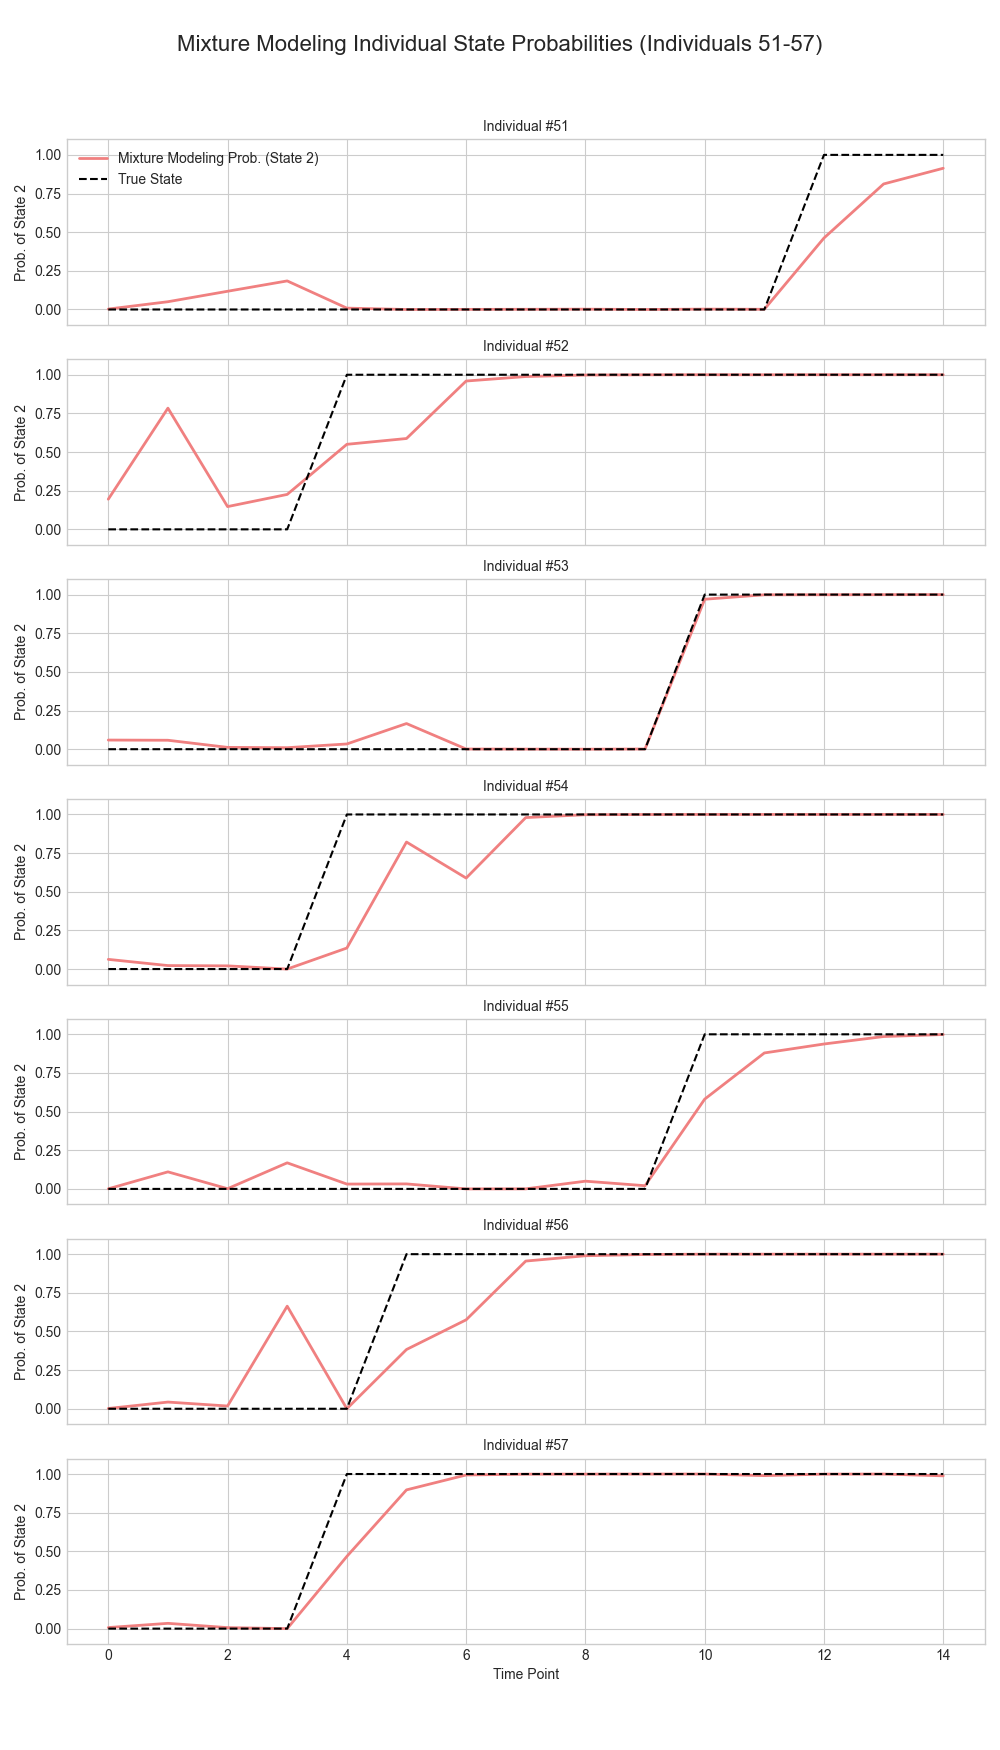 Mixture Modeling Individual State Probabilities (Individuals 51-57)
Individual #51
Mixture Modeling Prob. (State 2)
True State
Prob. of State 2
1.00
0.75
0.50
0.25
0.00
Individual #52
Prob. of State 2
1.00
0.75
0.50
0.25
0.00
Individual #53
Prob. of State 2
1.00
0.75
0.50
0.25
0.00
Individual #54
Prob. of State 2
1.00
0.75
0.50
0.25
0.00
Individual #55
Prob. of State 2
1.00
0.75
0.50
0.25
0.00
Individual #56
Prob. of State 2
1.00
0.75
0.50
0.25
0.00
Individual #57
Prob. of State 2
1.00
0.75
0.50
0.25
0.00
0 2 4 6 8 10 12 14
Time Point